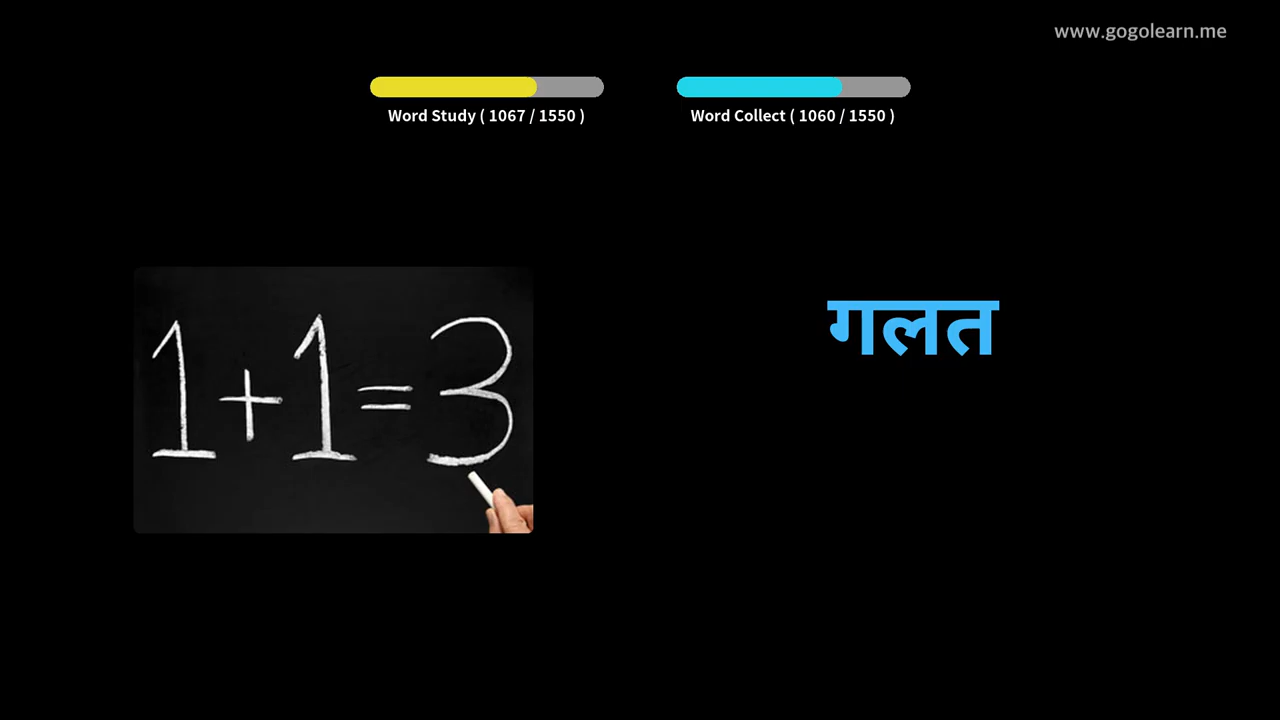 www.gogolearn.me
Word Study ( 1067 / 1550 )
Word Collect ( 1060 / 1550 )
1+1=3
गलत